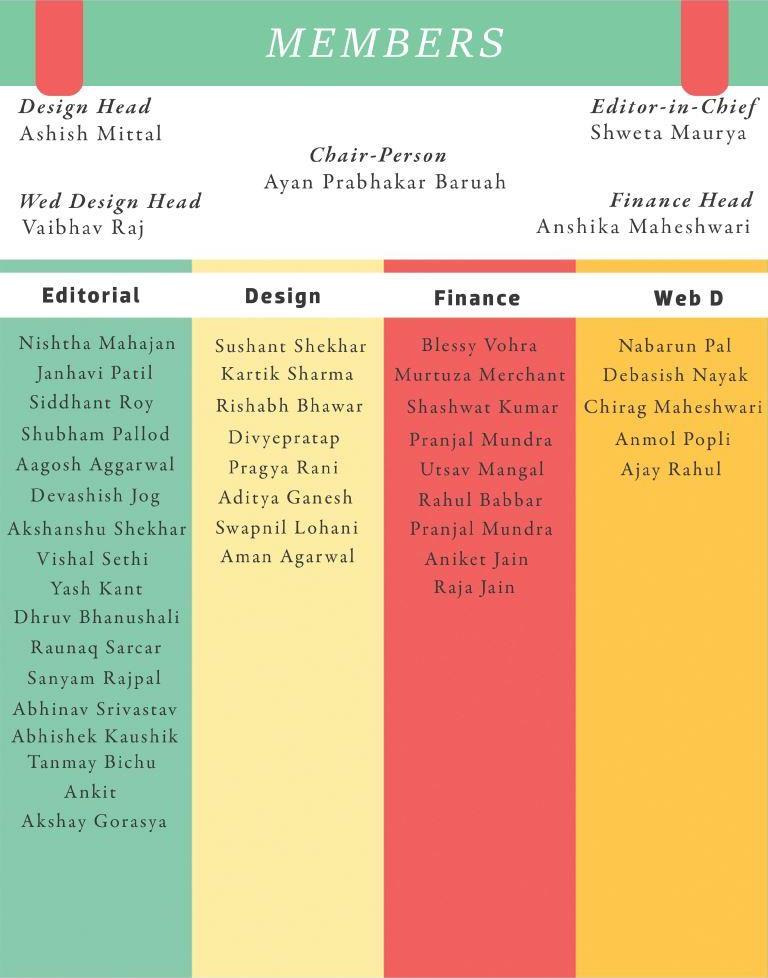 MEMBERS
Design Head
Ashish Mittal
Editor-in-Chief
Shweta Maurya
Chair-Person
Ayan Prabhakar Baruah
Wed Design Head
Vaibhav Raj
Finance Head
Anshika Maheshwari
Editorial
Nishtha Mahajan
Janhavi Patil
Siddhant Roy
Shubham Pallod
Aagosh Aggarwal
Devashish Jog
Akshanshu Shekhar
Vishal Sethi
Yash Kant
Dhruv Bhanushali
Raunaq Sarcar
Sanyam Rajpal
Abhinav Srivastav
Abhishek Kaushik
Tanmay Bichu
Ankit
Akshay Gorasya
Design
Sushant Shekhar
Kartik Sharma
Rishabh Bhawar
Divyepratap
Pragya Rani
Aditya Ganesh
Swapnil Lohani
Aman Agarwal
Finance
Blessy Vohra
Murtuza Merchant
Shashwat Kumar
Pranjal Mundra
Utsav Mangal
Rahul Babbar
Pranjal Mundra
Aniket Jain
Raja Jain
Web D
Nabarun Pal
Debasish Nayak
Chirag Maheshwari
Anmol Popli
Ajay Rahul